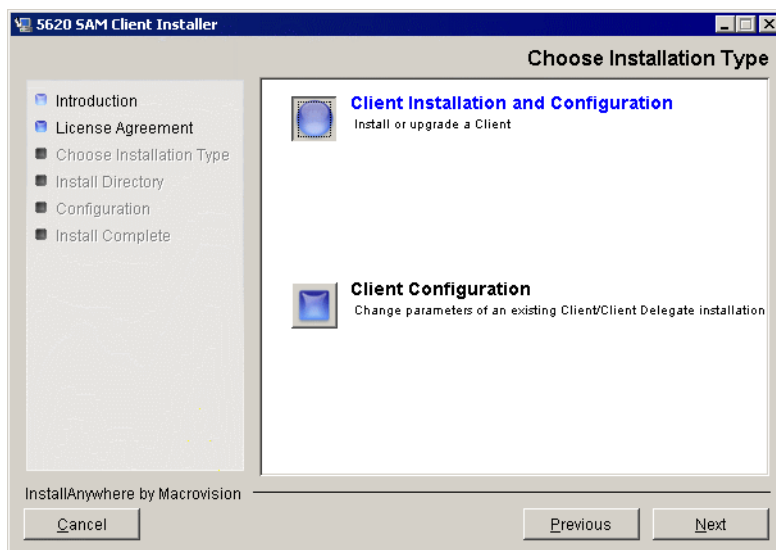 5620 SAM Client Installer
Choose Installation Type
Introduction
License Agreement
Choose Installation Type
Install Directory
Configuration
Install Complete
Client Installation and Configuration
Install or upgrade a Client
Client Configuration
Change parameters of an existing Client/Client Delegate installation
InstallAnywhere by Macrovision
Cancel
Previous
Next